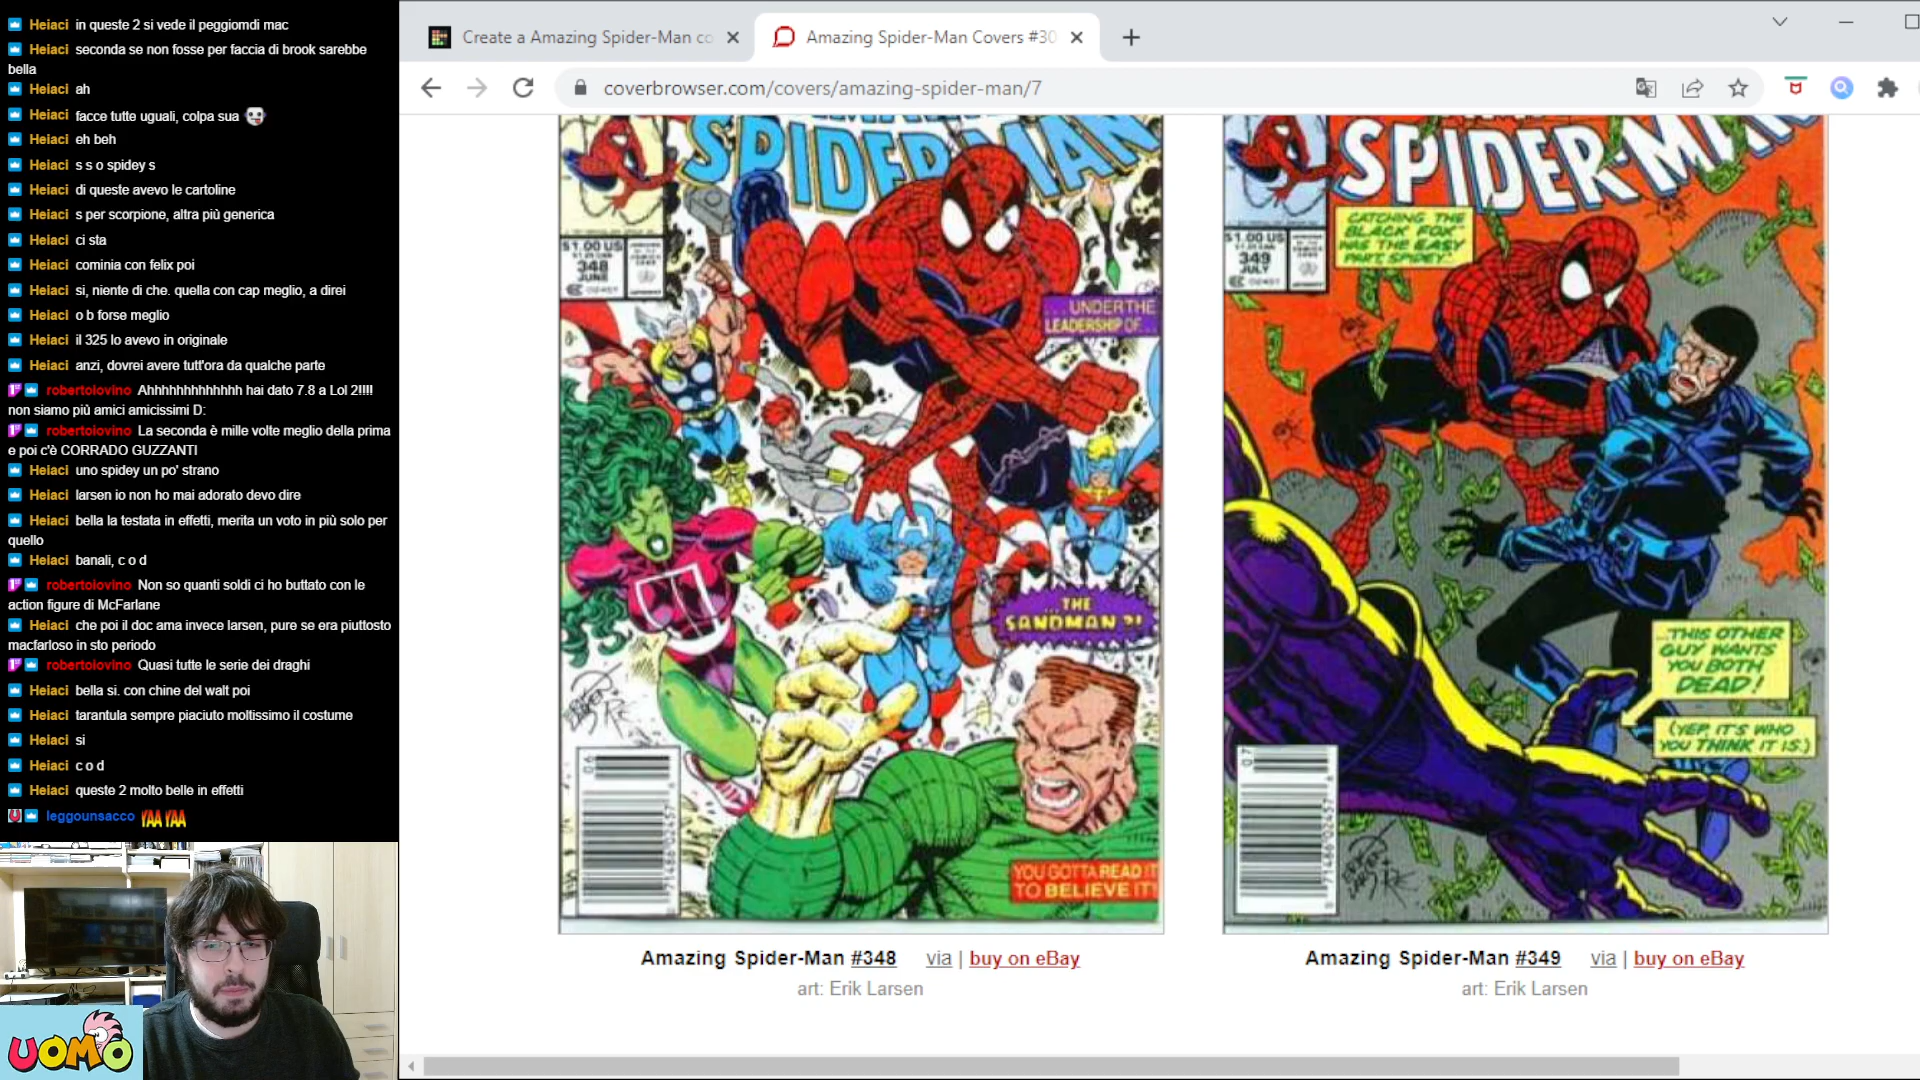 Heiaci in queste 2 si vede il peggiomdi mac
Heiaci seconda se non fosse per faccia di brook sarebbe
bella
Heiaci ah
Heiaci facce tutte uguali, colpa sua
Heiaci eh beh
Heiaci s s o spidey s
Heiaci di queste avevo le cartoline
Heiaci s per scorpione, altra più generica
Heiaci ci sta
Heiaci cominia con felix poi
Heiaci si, niente di che. quella con cap meglio, a direi
Heiaci o b forse meglio
Heiaci il 325 lo avevo in originale
Heiaci anzi, dovrei avere tutt'ora da qualche parte
robertoiovino Ahhhhhhhhhhhhh hai dato 7.8 a Lol 2!!!!
non siamo più amici amicissimi D:
robertoiovino La seconda è mille volte meglio della prima
e poi c'è CORRADO GUZZANTI
Heiaci uno spidey un po' strano
Heiaci larsen io non ho mai adorato devo dire
Heiaci bella la testata in effetti, merita un voto in più solo per
quello
Heiaci banali, c o d
robertoiovino Non so quanti soldi ci ho buttato con le
action figure di McFarlane
Heiaci che poi il doc ama invece larsen, pure se era piuttosto
macfarloso in sto periodo
robertoiovino Quasi tutte le serie dei draghi
Heiaci bella si. con chine del walt poi
Heiaci tarantula sempre piaciuto moltissimo il costume
Heiaci si
Heiaci c o d
Heiaci queste 2 molto belle in effetti
leggounsacco YAA YAA
UOMO
Create a Amazing Spider-Man co
Amazing Spider-Man Covers #30
coverbrowser.com/covers/amazing-spider-man/7
SPIDER-MAN
$1.00 US
348
JUNE
...UNDER THE
LEADERSHIP OF...
...THE
SANDMAN?!
YOU GOTTA READ IT
TO BELIEVE IT!
Amazing Spider-Man #348 via | buy on eBay
art: Erik Larsen
SPIDER-MAN
$1.00 US
349
JULY
CATCHING THE
BLACK FOX
WAS THE EASY
PART, SPIDEY...
...THIS OTHER
GUY WANTS
YOU BOTH
DEAD!
(YEP, IT'S WHO
YOU THINK IT IS.)
Amazing Spider-Man #349 via | buy on eBay
art: Erik Larsen